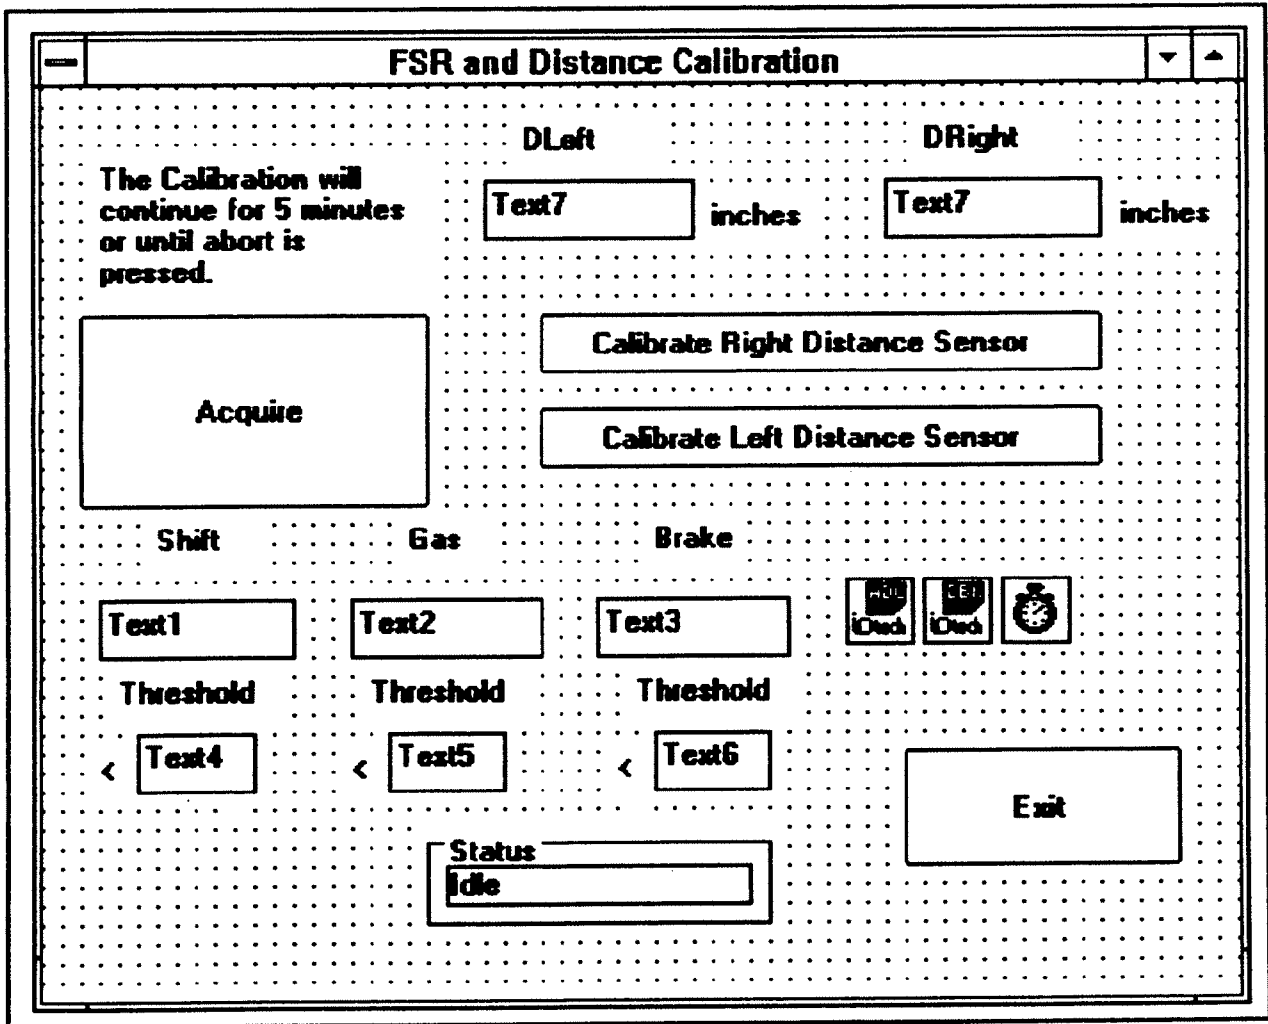 FSR and Distance Calibration
DLeft
DRight
The Calibration will
continue for 5 minutes
or until abort is
pressed.
Text7 inches
Text7 inches
Calibrate Right Distance Sensor
Acquire
Calibrate Left Distance Sensor
Shift Gas Brake
Text1 Text2 Text3
iOtech iOtech
Threshold Threshold Threshold
< Text4 < Text5 < Text6
Exit
Status
Idle